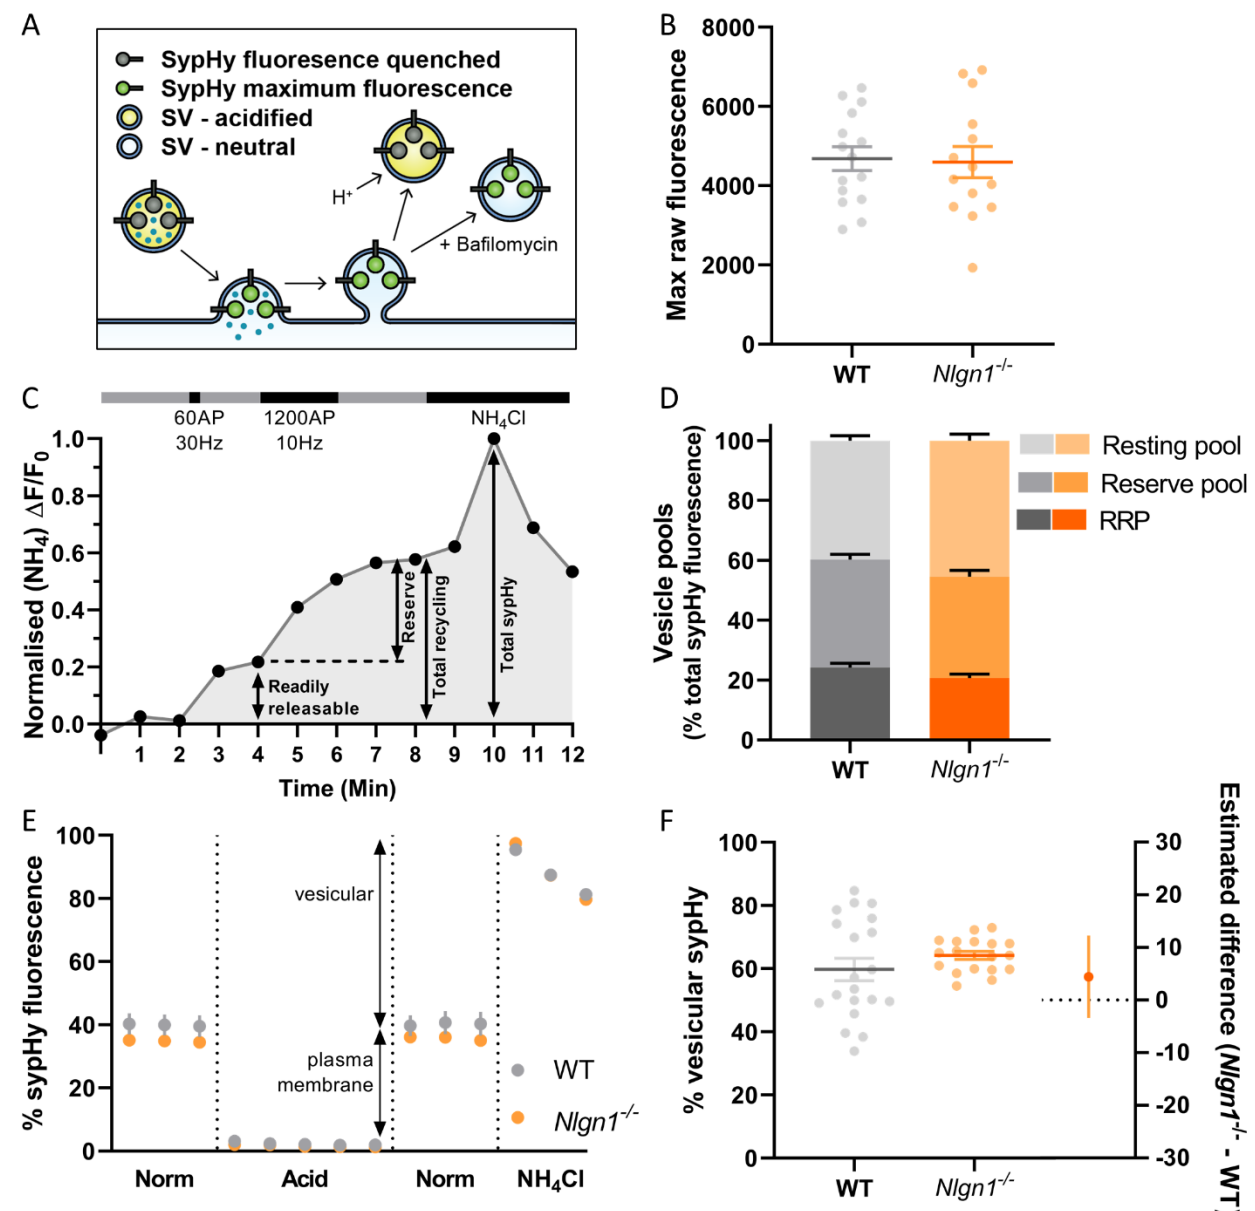 A
SypHy fluoresence quenched
SypHy maximum fluorescence
SV - acidified
SV - neutral
H+
+ Bafilomycin
B
Max raw fluorescence
8000
6000
4000
2000
0
WT
Nlgn1-/-
C
60AP
30Hz
1200AP
10Hz
NH4Cl
Normalised (NH4) ΔF/F0
1.0
0.8
0.6
0.4
0.2
0.0
Readily
releasable
Reserve
Total recycling
Total sypHy
1 2 3 4 5 6 7 8 9 10 11 12
Time (Min)
D
Vesicle pools
(% total sypHy fluorescence)
100
80
60
40
20
0
WT
Nlgn1-/-
Resting pool
Reserve pool
RRP
E
% sypHy fluorescence
100
80
60
40
20
0
vesicular
plasma
membrane
WT
Nlgn1-/-
Norm
Acid
Norm
NH4Cl
F
% vesicular sypHy
100
80
60
40
20
0
WT
Nlgn1-/-
30
20
10
0
-10
-20
-30
Estimated difference (Nlgn1-/- - WT)